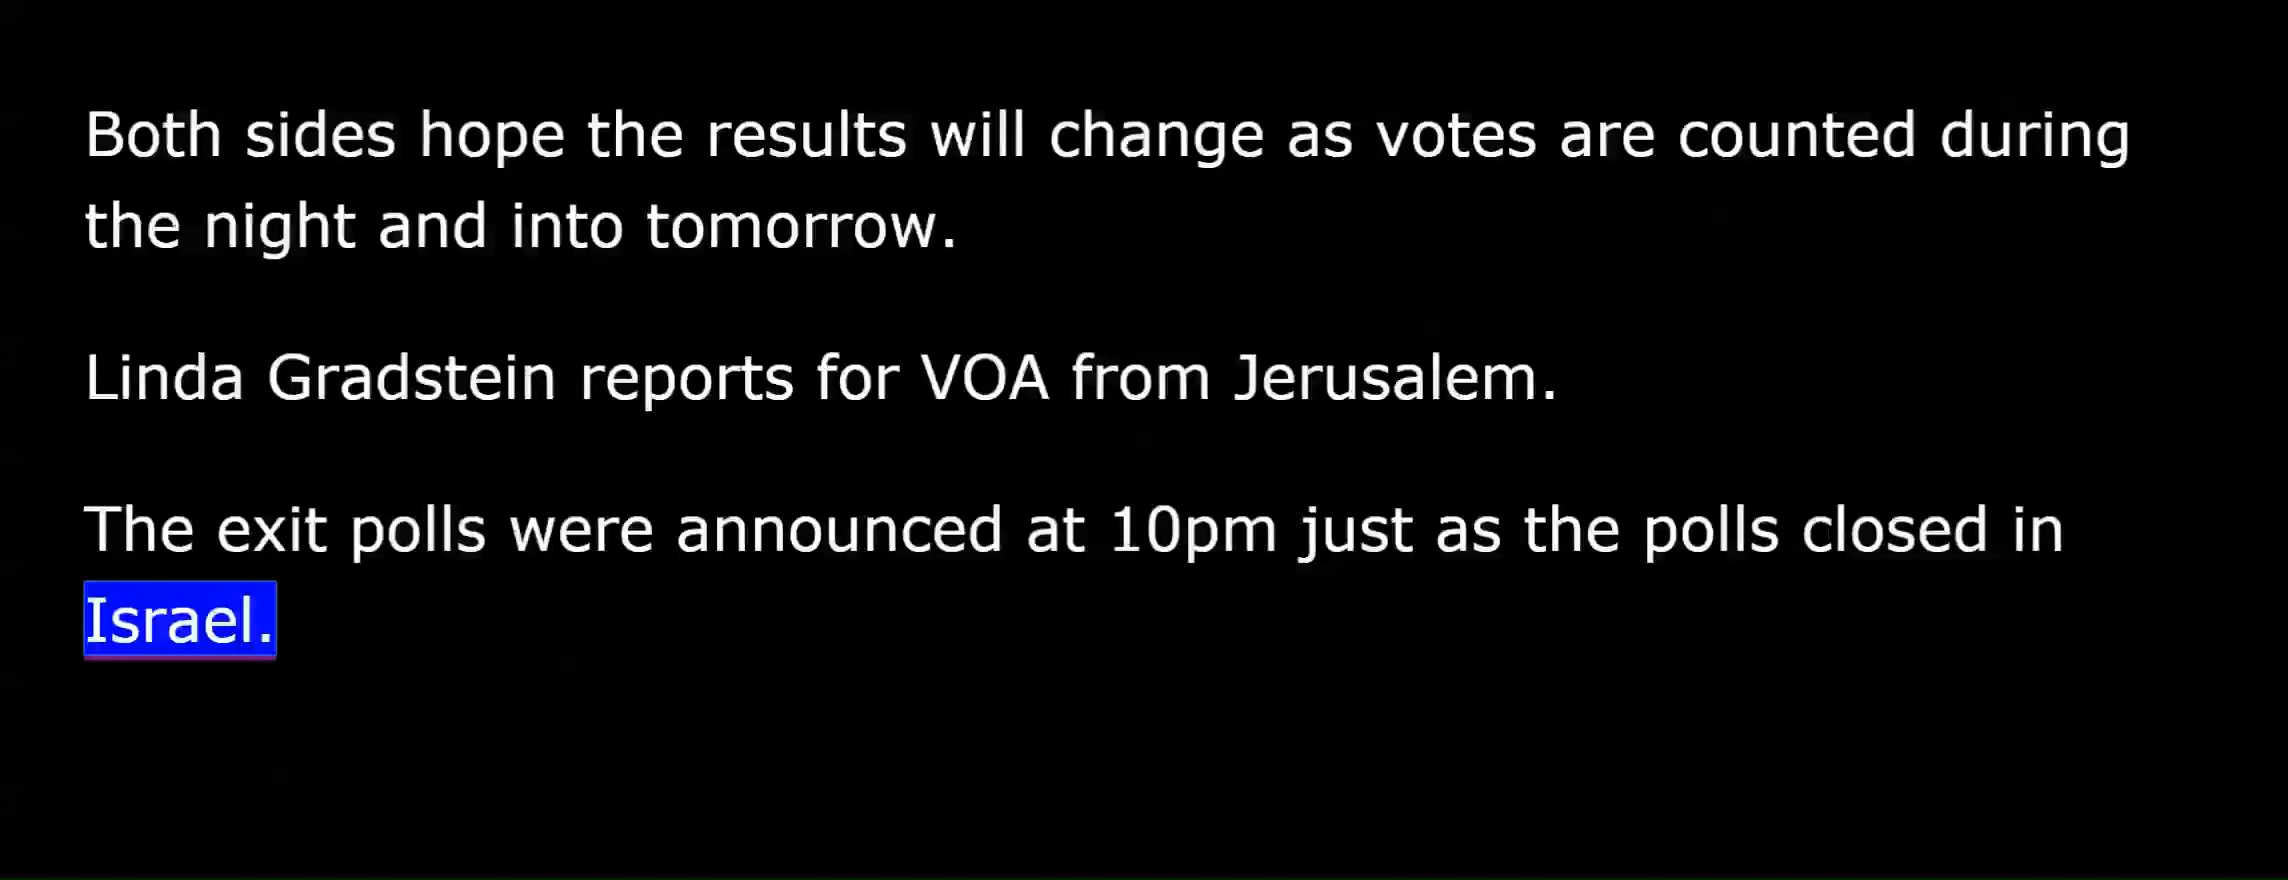 Both sides hope the results will change as votes are counted during
the night and into tomorrow.
Linda Gradstein reports for VOA from Jerusalem.
The exit polls were announced at 10pm just as the polls closed in
Israel.